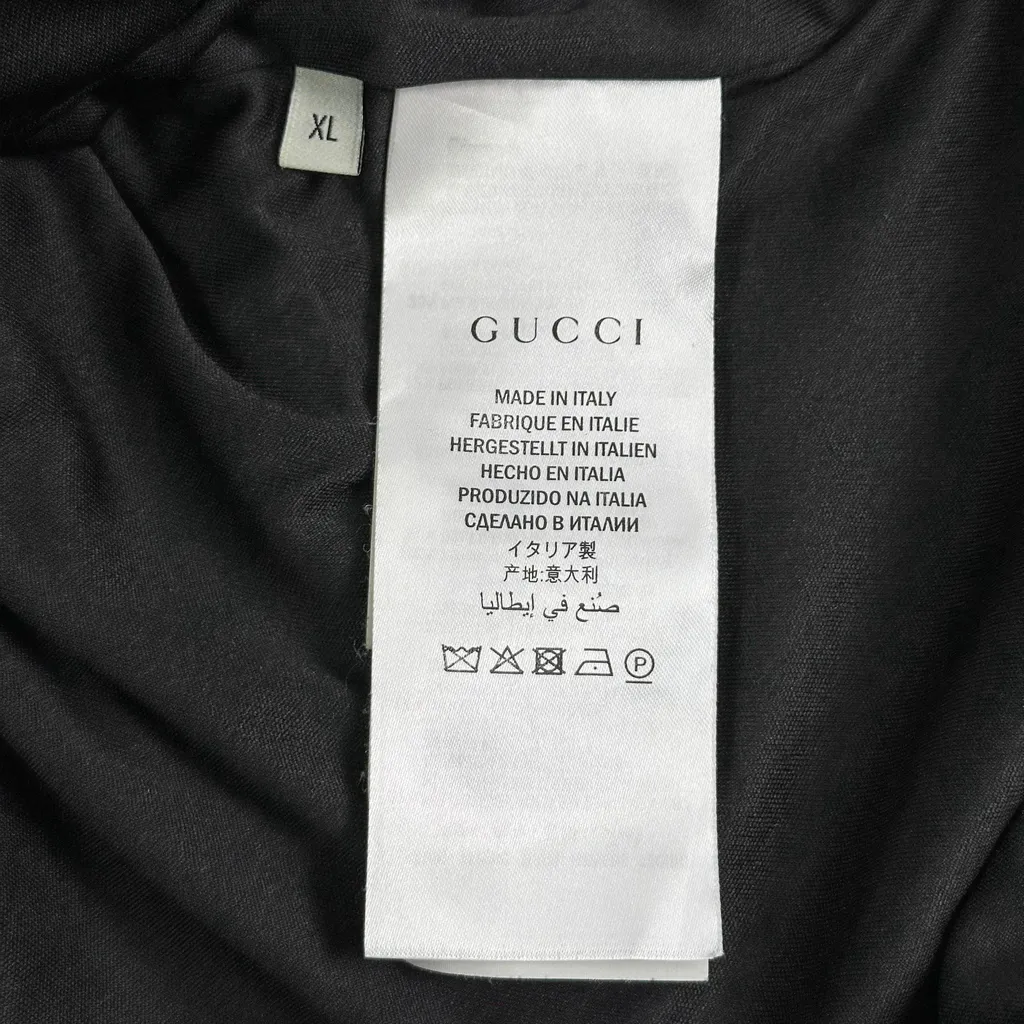 XL
GUCCI
MADE IN ITALY
FABRIQUE EN ITALIE
HERGESTELLT IN ITALIEN
HECHO EN ITALIA
PRODUZIDO NA ITALIA
СДЕЛАНО В ИТАЛИИ
イタリア製
产地:意大利
صُنع في إيطاليا
P